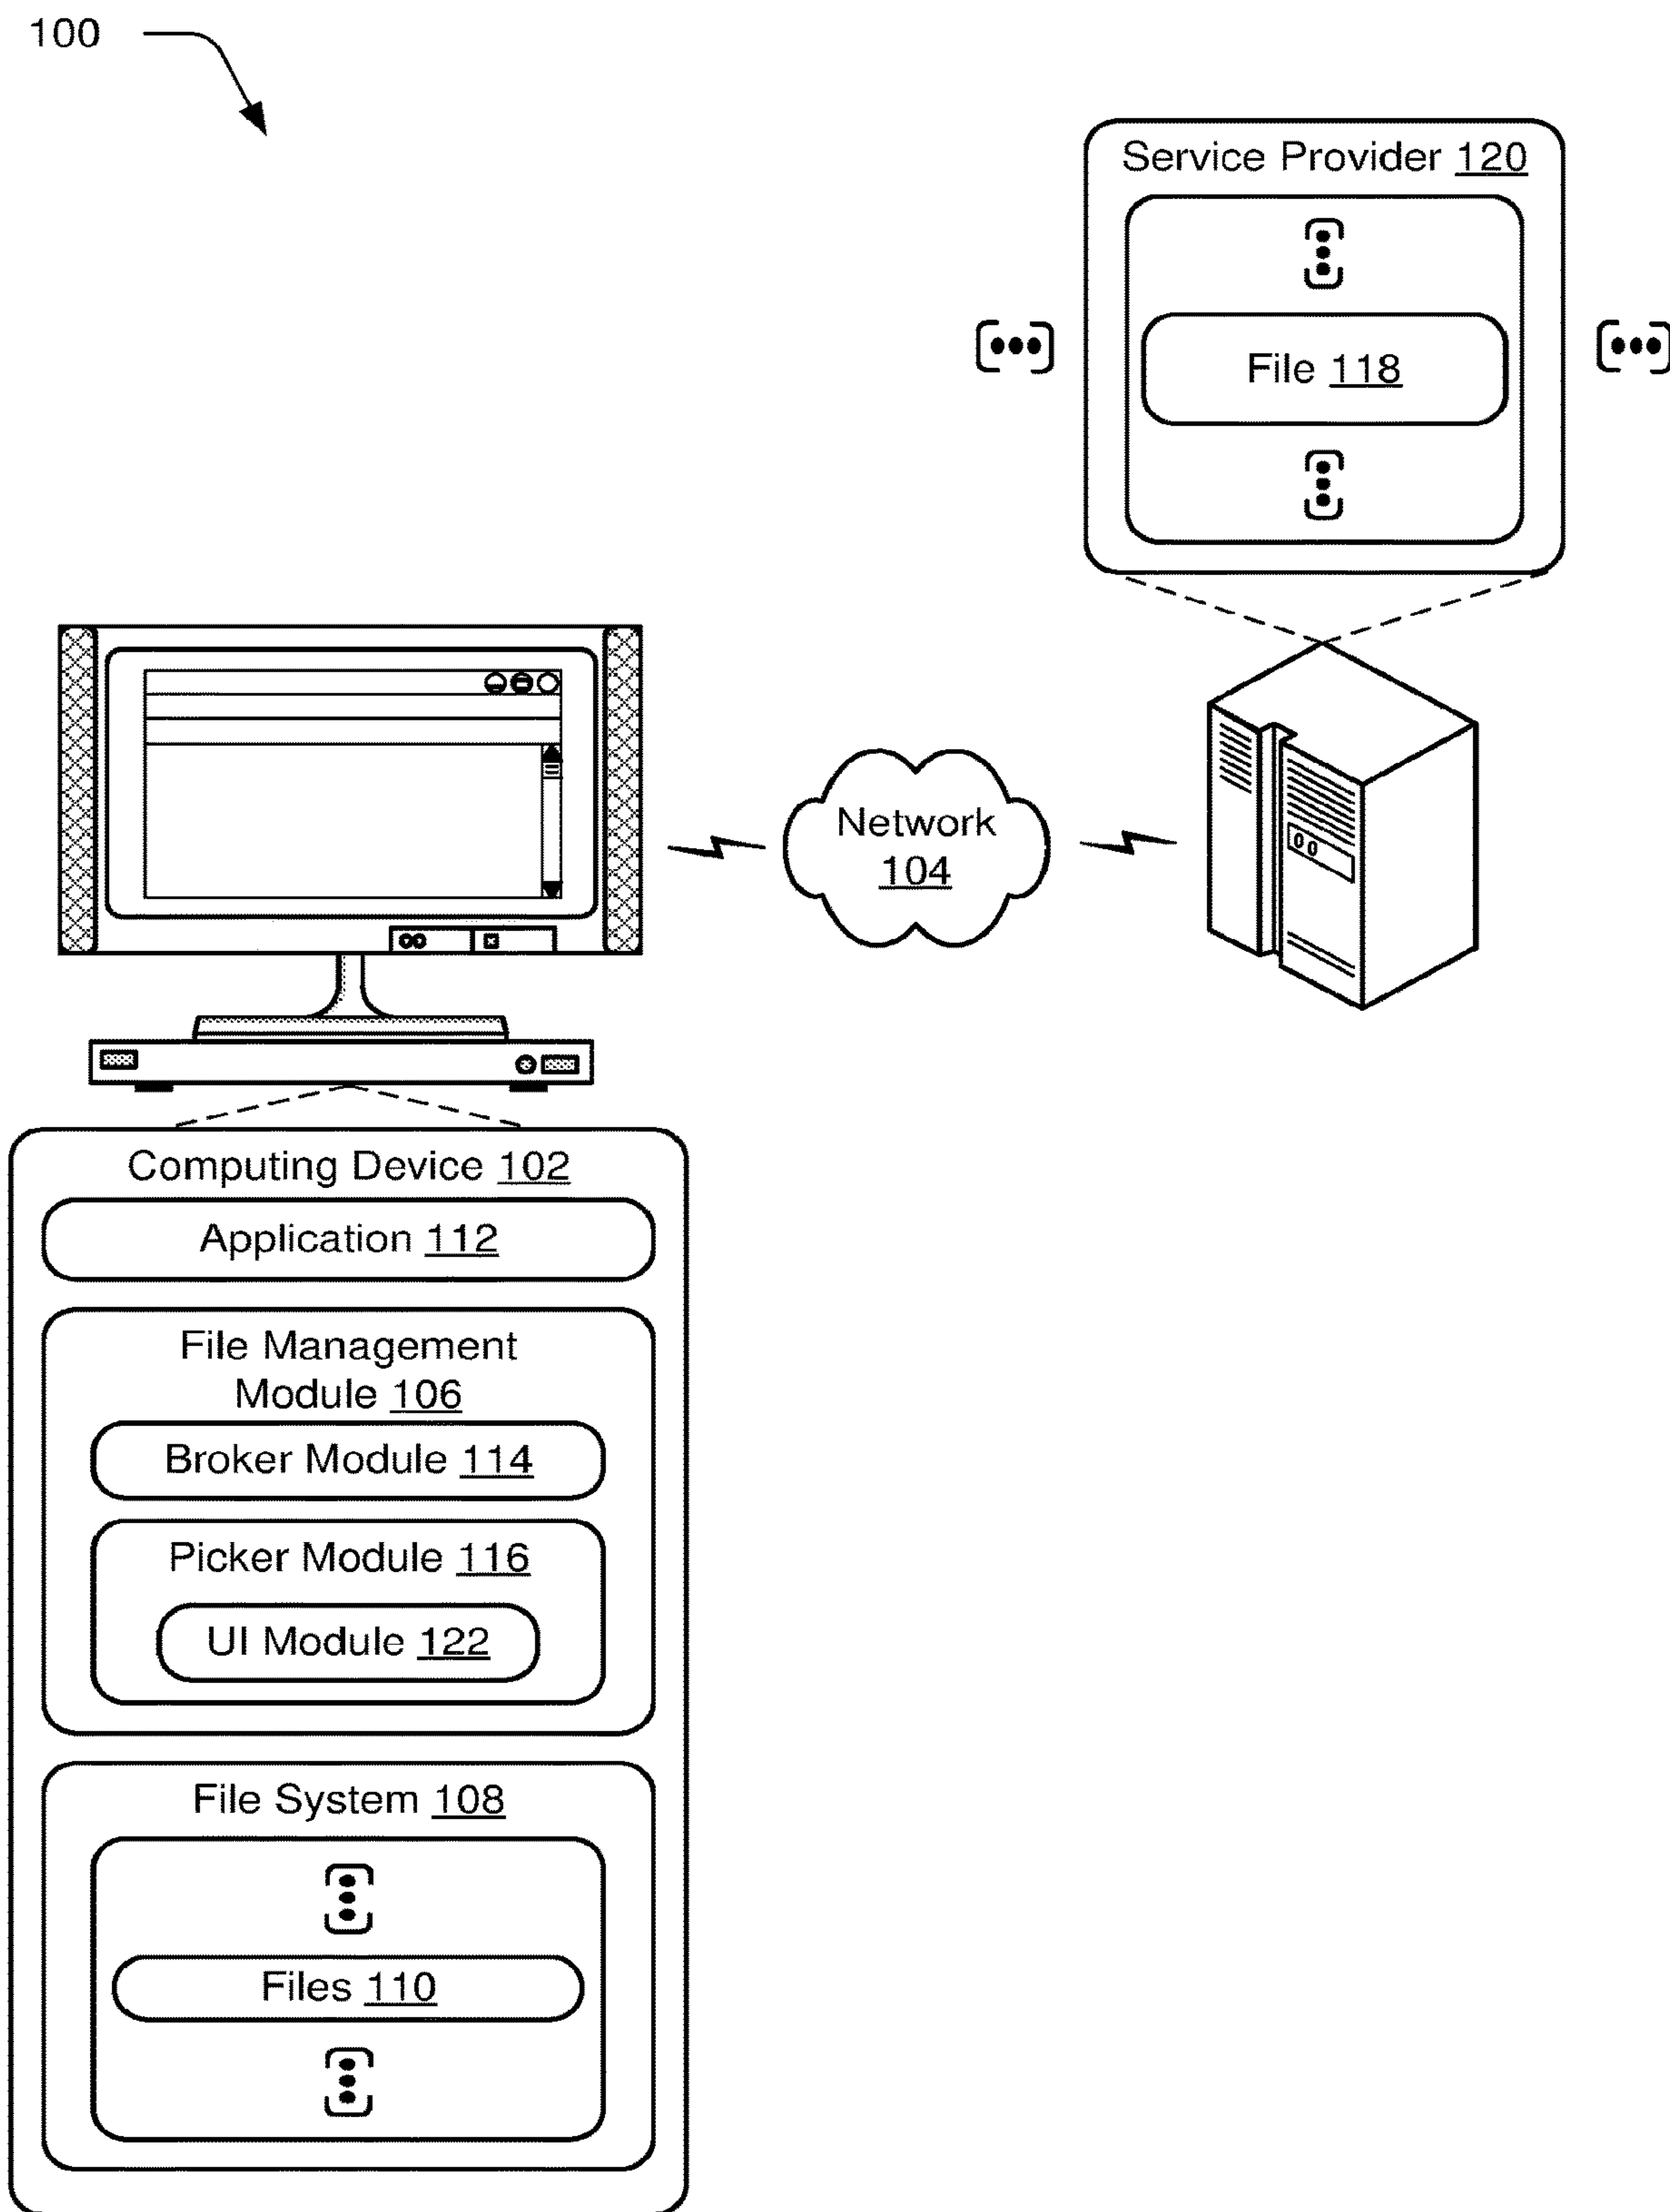 100
Service Provider 120
File 118
Network
104
Computing Device 102
Application 112
File Management
Module 106
Broker Module 114
Picker Module 116
UI Module 122
File System 108
Files 110